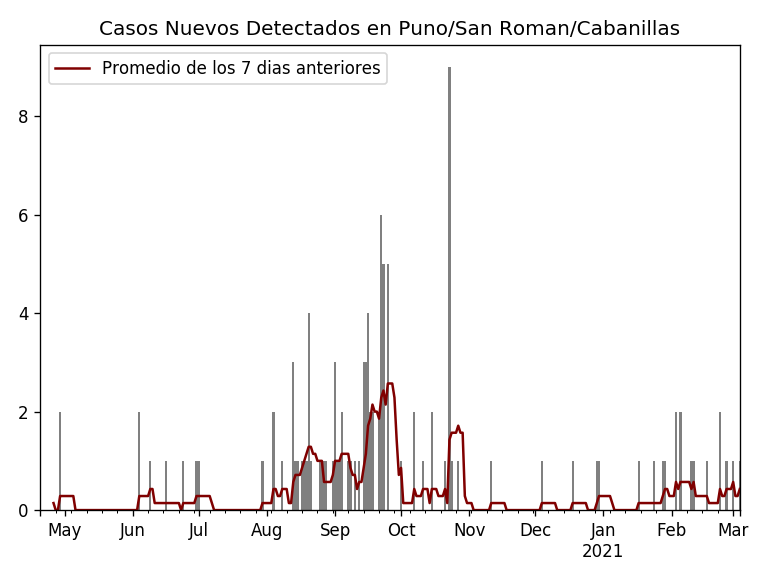 Casos Nuevos Detectados en Puno/San Roman/Cabanillas
Promedio de los 7 dias anteriores
8
6
4
2
0
May Jun Jul Aug Sep Oct Nov Dec Jan Feb Mar
2021